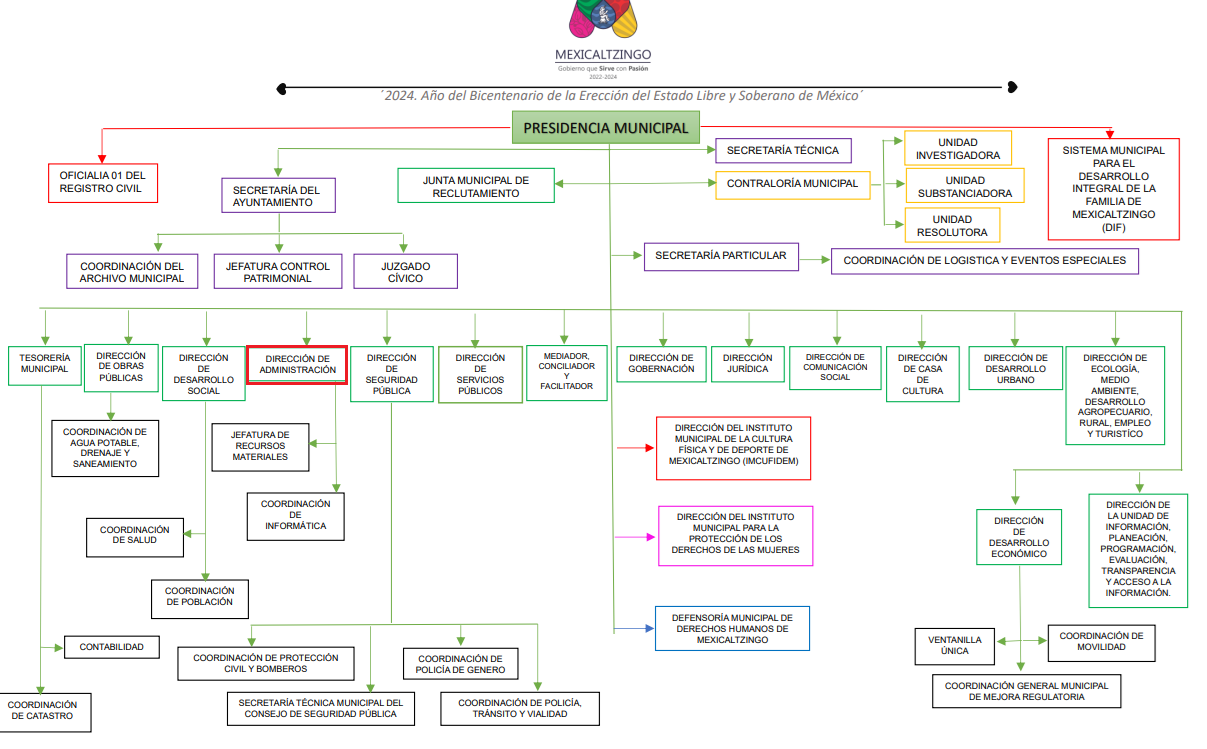 MEXICALTZINGO
Gobierno que Sirve con Pasión
2022-2024
´2024. Año del Bicentenario de la Erección del Estado Libre y Soberano de México´
PRESIDENCIA MUNICIPAL
OFICIALIA 01 DEL
REGISTRO CIVIL
SECRETARÍA DEL
AYUNTAMIENTO
JUNTA MUNICIPAL DE
RECLUTAMIENTO
SECRETARÍA TÉCNICA
CONTRALORÍA MUNICIPAL
UNIDAD
INVESTIGADORA
UNIDAD
SUBSTANCIADORA
UNIDAD
RESOLUTORA
SISTEMA MUNICIPAL
PARA EL
DESARROLLO
INTEGRAL DE LA
FAMILIA DE
MEXICALTZINGO
(DIF)
COORDINACIÓN DEL
ARCHIVO MUNICIPAL
JEFATURA CONTROL
PATRIMONIAL
JUZGADO
CÍVICO
SECRETARÍA PARTICULAR
COORDINACIÓN DE LOGISTICA Y EVENTOS ESPECIALES
TESORERÍA
MUNICIPAL
DIRECCIÓN
DE OBRAS
PÚBLICAS
DIRECCIÓN
DE
DESARROLLO
SOCIAL
DIRECCIÓN DE
ADMINISTRACIÓN
DIRECCIÓN
DE
SEGURIDAD
PÚBLICA
DIRECCIÓN
DE
SERVICIOS
PÚBLICOS
MEDIADOR,
CONCILIADOR
Y
FACILITADOR
DIRECCIÓN DE
GOBERNACIÓN
DIRECCIÓN
JURÍDICA
DIRECCIÓN DE
COMUNICACIÓN
SOCIAL
DIRECCIÓN
DE CASA
DE
CULTURA
DIRECCIÓN DE
DESARROLLO
URBANO
DIRECCIÓN DE
ECOLOGÍA,
MEDIO
AMBIENTE,
DESARROLLO
AGROPECUARIO,
RURAL, EMPLEO
Y TURISTÍCO
COORDINACIÓN DE
AGUA POTABLE,
DRENAJE Y
SANEAMIENTO
JEFATURA DE
RECURSOS
MATERIALES
COORDINACIÓN
DE
INFORMÁTICA
COORDINACIÓN
DE SALUD
COORDINACIÓN
DE POBLACIÓN
DIRECCIÓN DEL INSTITUTO
MUNICIPAL DE LA CULTURA
FÍSICA Y DE DEPORTE DE
MEXICALTZINGO (IMCUFIDEM)
DIRECCIÓN DEL INSTITUTO
MUNICIPAL PARA LA
PROTECCIÓN DE LOS
DERECHOS DE LAS MUJERES
DEFENSORÍA MUNICIPAL DE
DERECHOS HUMANOS DE
MEXICALTZINGO
DIRECCIÓN
DE
DESARROLLO
ECONÓMICO
DIRECCIÓN DE
LA UNIDAD DE
INFORMACIÓN,
PLANEACIÓN,
PROGRAMACIÓN,
EVALUACIÓN,
TRANSPARENCIA
Y ACCESO A LA
INFORMACIÓN.
CONTABILIDAD
COORDINACIÓN
DE CATASTRO
COORDINACIÓN DE PROTECCIÓN
CIVIL Y BOMBEROS
SECRETARÍA TÉCNICA MUNICIPAL DEL
CONSEJO DE SEGURIDAD PÚBLICA
COORDINACIÓN DE
POLICÍA DE GENERO
COORDINACIÓN DE POLICÍA,
TRÁNSITO Y VIALIDAD
VENTANILLA
ÚNICA
COORDINACIÓN DE
MOVILIDAD
COORDINACIÓN GENERAL MUNICIPAL
DE MEJORA REGULATORIA